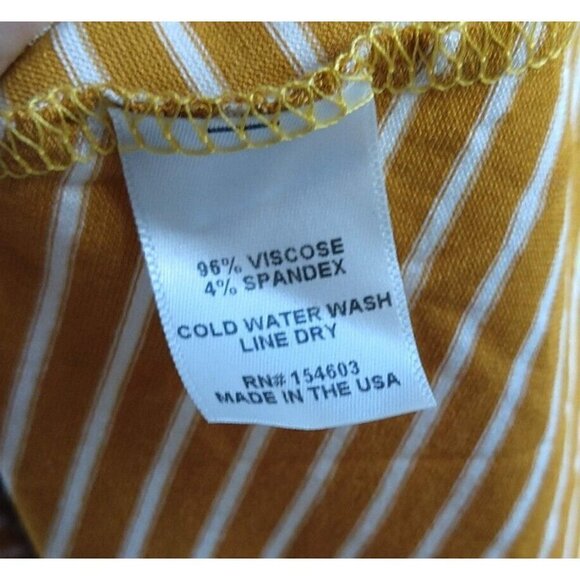 96% VISCOSE
4% SPANDEX
COLD WATER WASH
LINE DRY
RN# 154603
MADE IN THE USA